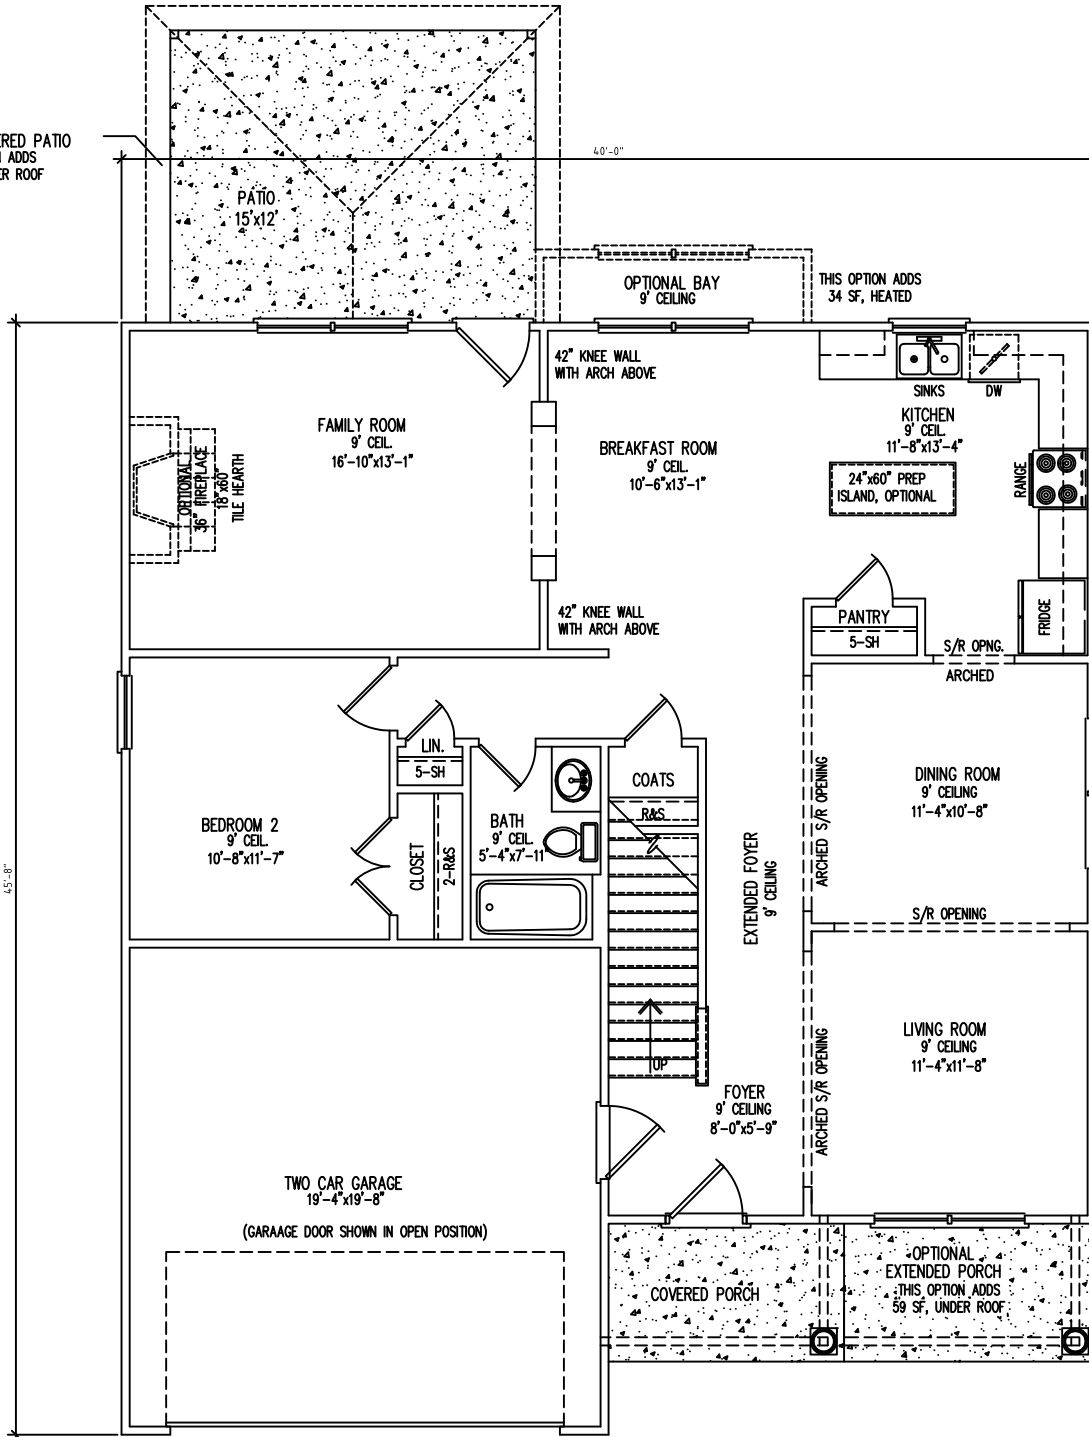 40'-0"
ERED PATIO
ADDS
ER ROOF
PATIO
15'x12'
OPTIONAL BAY
9' CEILING
THIS OPTION ADDS
34 SF, HEATED
42" KNEE WALL
WITH ARCH ABOVE
SINKS
DW
FAMILY ROOM
9' CEIL.
16'-10"x13'-1"
BREAKFAST ROOM
9' CEIL.
10'-6"x13'-1"
KITCHEN
9' CEIL.
11'-8"x13'-4"
OPTIONAL
36" FIREPLACE
18"x60"
TILE HEARTH
24"x60" PREP
ISLAND, OPTIONAL
RANGE
42" KNEE WALL
WITH ARCH ABOVE
PANTRY
5-SH
FRIDGE
S/R OPNG.
ARCHED
LIN.
5-SH
COATS
R&S
DINING ROOM
9' CEILING
11'-4"x10'-8"
ARCHED S/R OPENING
BEDROOM 2
9' CEIL.
10'-8"x11'-7"
BATH
9' CEIL.
5'-4"x7'-11"
CLOSET
2-R&S
EXTENDED FOYER
9' CEILING
45'-8"
S/R OPENING
LIVING ROOM
9' CEILING
11'-4"x11'-8"
ARCHED S/R OPENING
UP
FOYER
9' CEILING
8'-0"x5'-9"
TWO CAR GARAGE
19'-4"x19'-8"
(GARAAGE DOOR SHOWN IN OPEN POSITION)
COVERED PORCH
OPTIONAL
EXTENDED PORCH
THIS OPTION ADDS
59 SF, UNDER ROOF